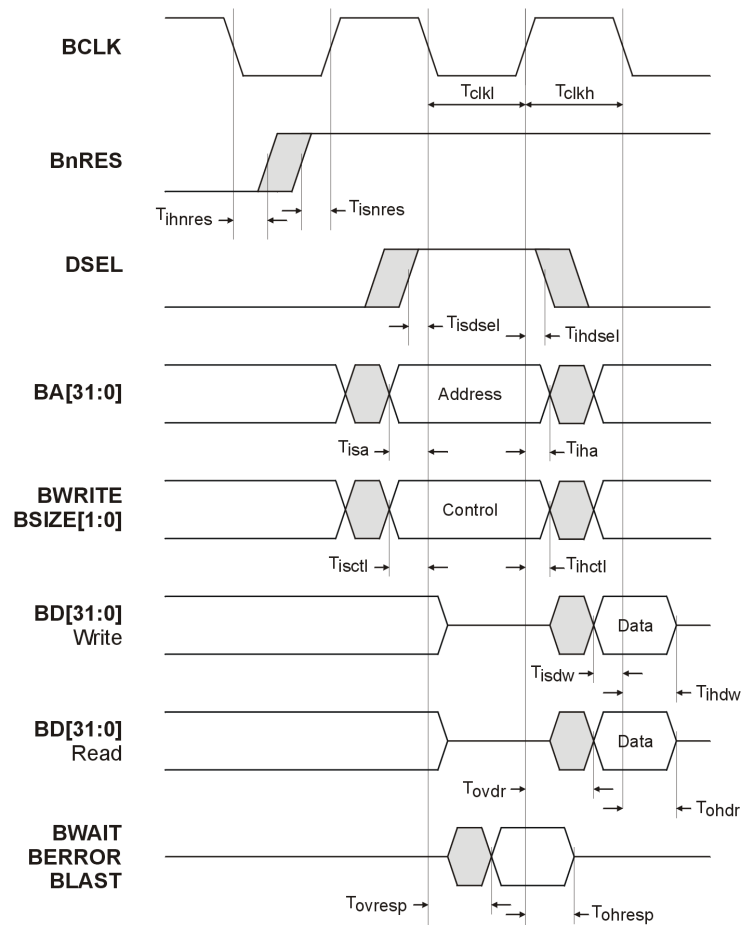 BCLK
Tclkl
Tclkh
BnRES
Tihnres
Tisnres
DSEL
Tisdsel
Tihdsel
BA[31:0]
Address
Tisa
Tiha
BWRITE
BSIZE[1:0]
Control
Tisctl
Tihctl
BD[31:0]
Write
Data
Tisdw
Tihdw
BD[31:0]
Read
Data
Tovdr
Tohdr
BWAIT
BERROR
BLAST
Tovresp
Tohresp